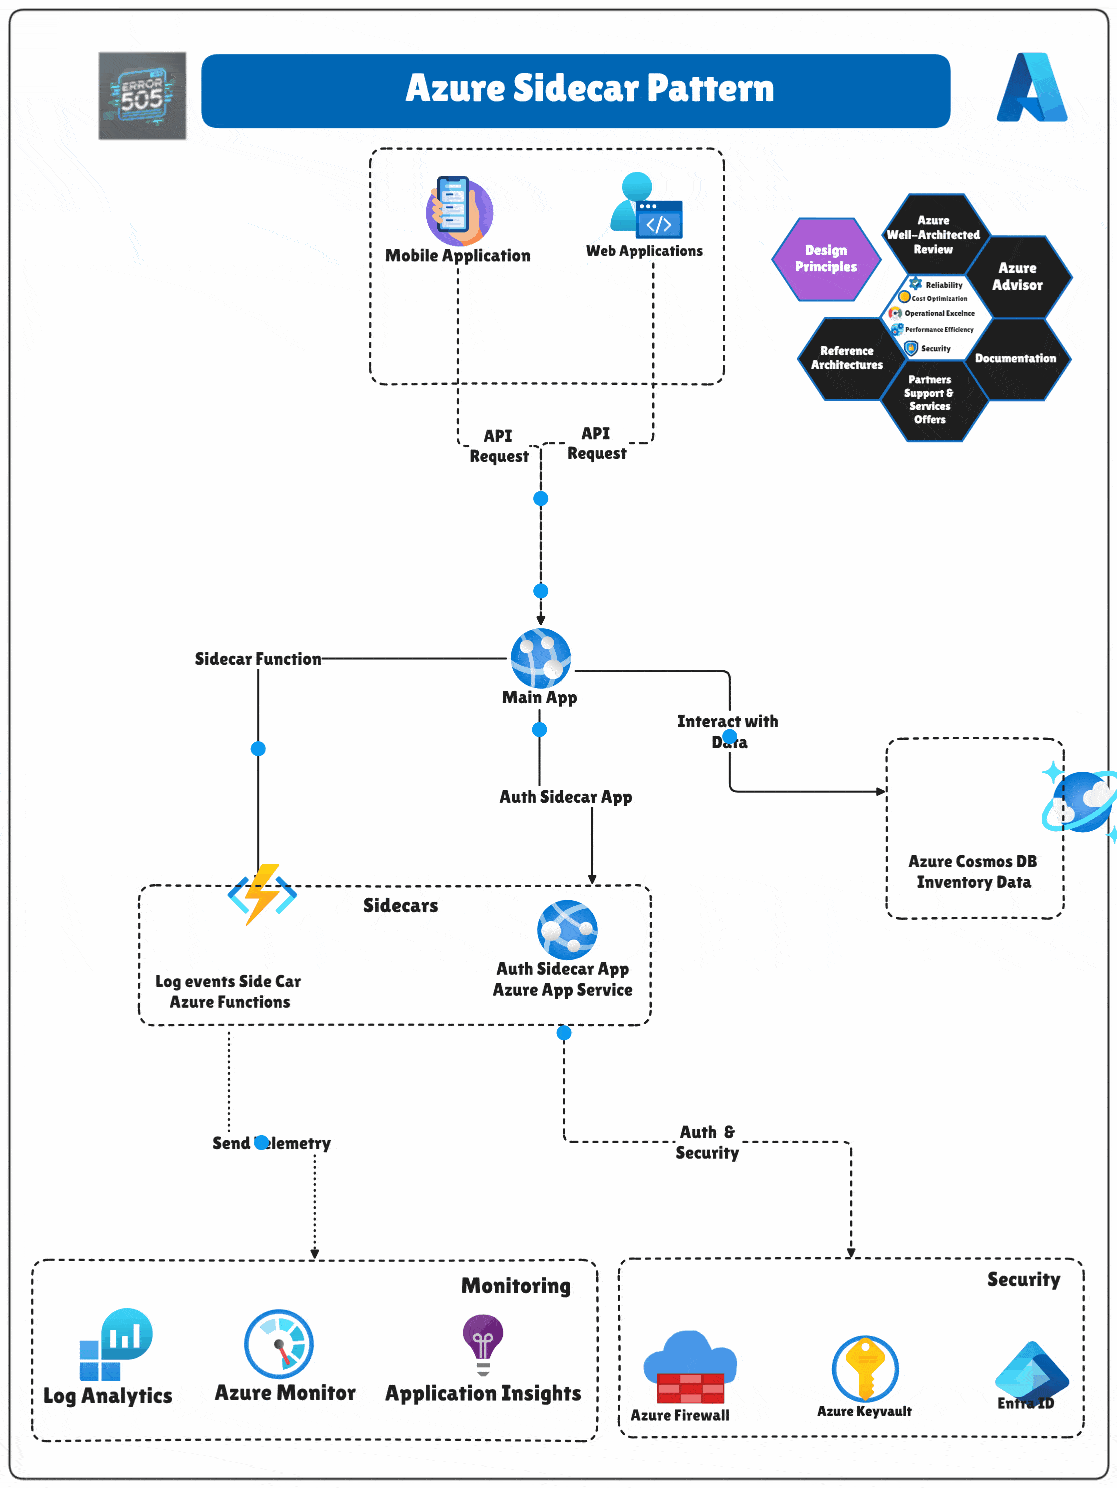 ERROR
505
Azure Sidecar Pattern
Mobile Application
Web Applications
Design
Principles
Azure
Well-Architected
Review
Azure
Advisor
Reliability
Cost Optimization
Operational Excelnce
Performance Efficiency
Security
Reference
Architectures
Documentation
Partners
Support &
Services
Offers
API
Request
API
Request
Sidecar Function
Main App
Interact with
Data
Auth Sidecar App
Azure Cosmos DB
Inventory Data
Sidecars
Log events Side Car
Azure Functions
Auth Sidecar App
Azure App Service
Send Telemetry
Auth &
Security
Monitoring
Log Analytics
Azure Monitor
Application Insights
Security
Azure Firewall
Azure Keyvault
Entra ID